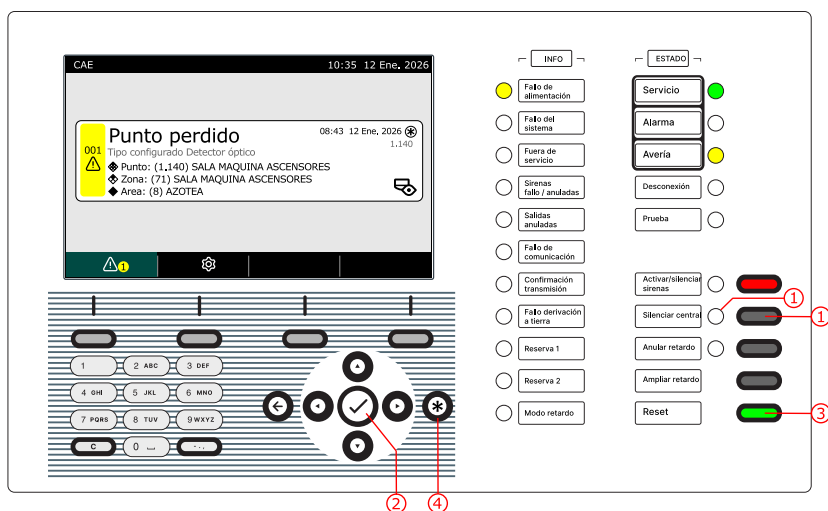 CAE 10:35 12 Ene. 2026
001
Punto perdido 08:43 12 Ene, 2026
Tipo configurado Detector óptico 1.140
Punto: (1.140) SALA MAQUINA ASCENSORES
Zona: (71) SALA MAQUINA ASCENSORES
Area: (8) AZOTEA
1
1
2 ABC
3 DEF
4 GHI
5 JKL
6 MNO
7 PQRS
8 TUV
9 WXYZ
C
0
. ,
INFO
Fallo de
alimentación
Fallo del
sistema
Fuera de
servicio
Sirenas
fallo / anuladas
Salidas
anuladas
Fallo de
comunicación
Confirmación
transmisión
Fallo derivación
a tierra
Reserva 1
Reserva 2
Modo retardo
ESTADO
Servicio
Alarma
Avería
Desconexión
Prueba
Activar/silenciar
sirenas
Silenciar central
Anular retardo
Ampliar retardo
Reset
1
1
3
2
4